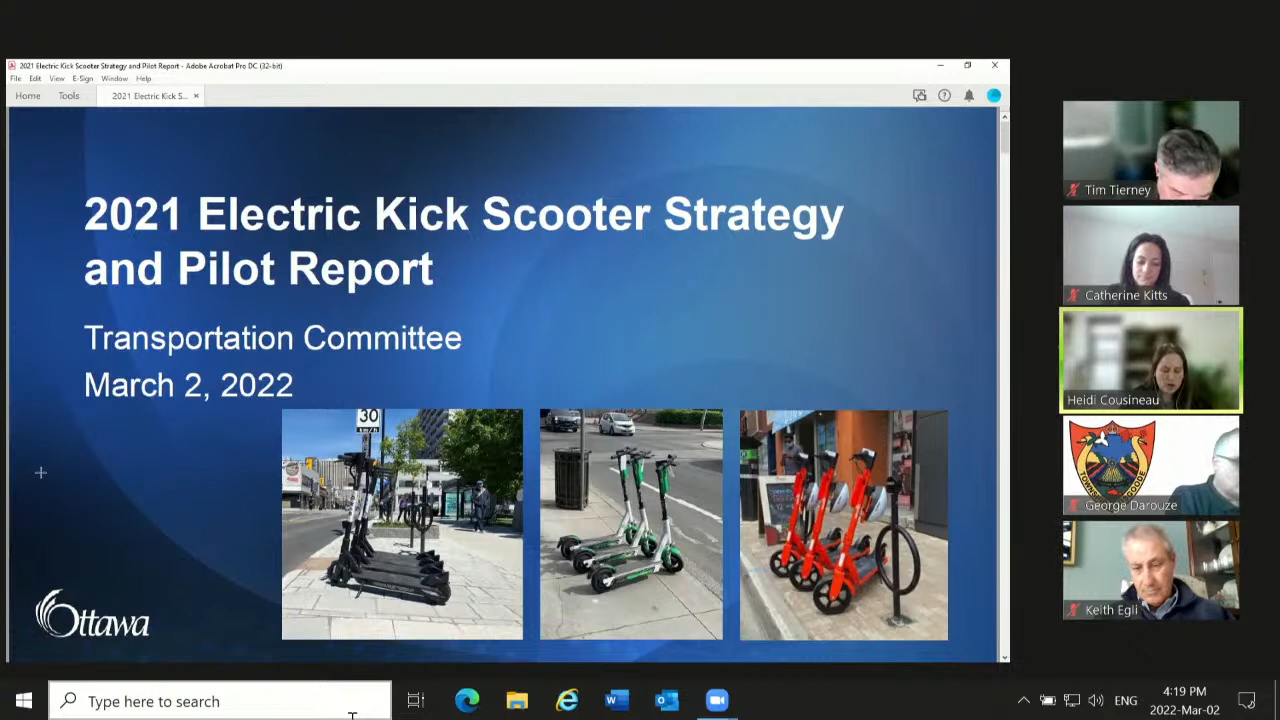 2021 Electric Kick Scooter Strategy and Pilot Report - Adobe Acrobat Pro DC (32-bit)
File Edit View E-Sign Window Help
Home Tools 2021 Electric Kick S... ×
2021 Electric Kick Scooter Strategy
and Pilot Report
Transportation Committee
March 2, 2022
30
km/h
Ottawa
Tim Tierney
Catherine Kitts
Heidi Cousineau
George Darouze
Keith Egli
Type here to search
ENG
4:19 PM
2022-Mar-02